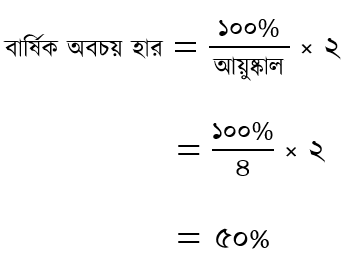 বার্ষিক অবচয় হার = ১০০% / আয়ুষ্কাল × ২
= ১০০% / ৪ × ২
= ৫০%